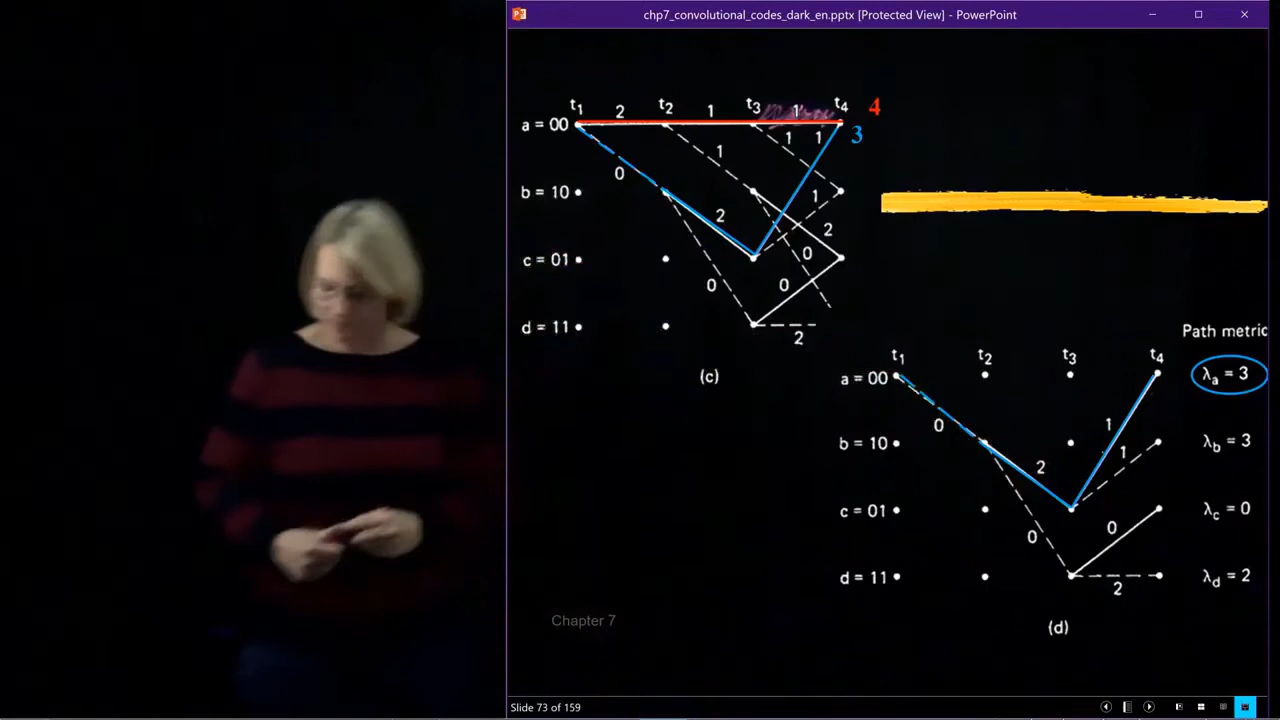 chp7_convolutional_codes_dark_en.pptx [Protected View] - PowerPoint
t1 2 t2 1 t3 1 t4 4
a = 00 1 1 3
1
0
b = 10 1
2 2
c = 01 0
0 0
d = 11 2
(c)
Path metric
t1 t2 t3 t4
a = 00 λa = 3
0 1
b = 10 1 λb = 3
2
c = 01 λc = 0
0 0
d = 11 2 λd = 2
(d)
Chapter 7
Slide 73 of 159